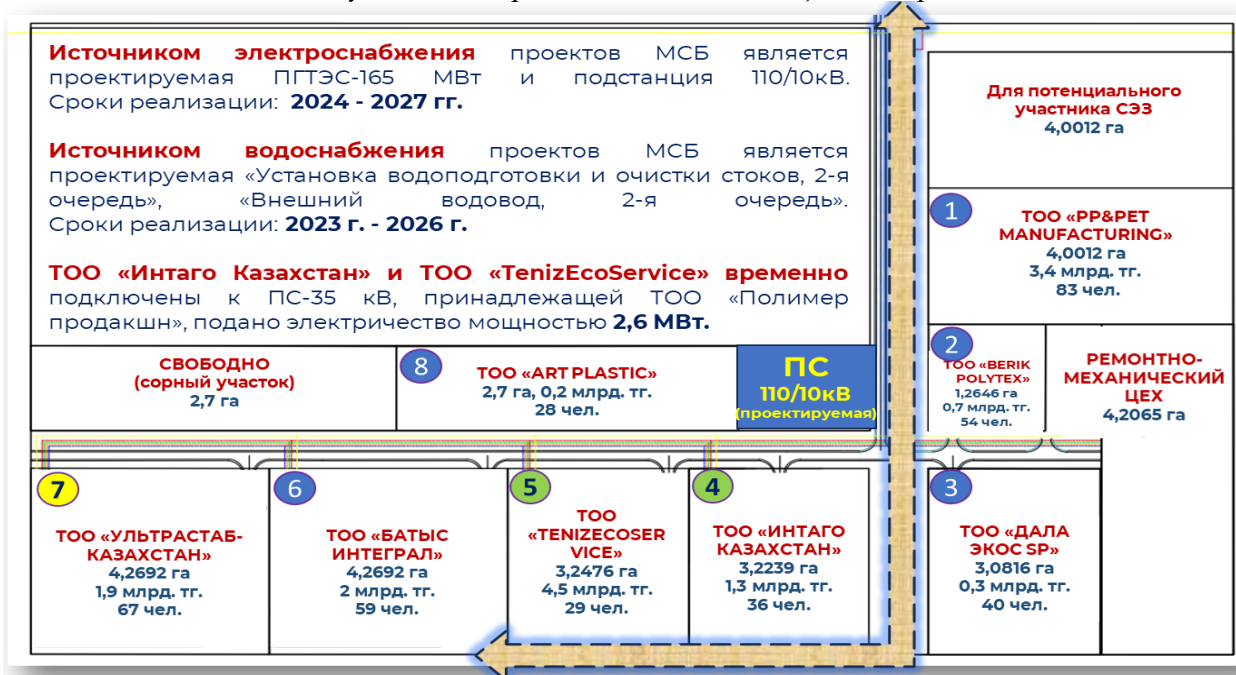 Источником электроснабжения проектов МСБ является
проектируемая ПГТЭС-165 МВт и подстанция 110/10кВ.
Сроки реализации: 2024 - 2027 гг.
Источником водоснабжения проектов МСБ является
проектируемая «Установка водоподготовки и очистки стоков, 2-я
очередь», «Внешний водовод, 2-я очередь».
Сроки реализации: 2023 г. - 2026 г.
ТОО «Интаго Казахстан» и ТОО «TenizEcoService» временно
подключены к ПС-35 кВ, принадлежащей ТОО «Полимер
продакшн», подано электричество мощностью 2,6 МВт.
Для потенциального
участника СЭЗ
4,0012 га
1
ТОО «PP&PET
MANUFACTURING»
4,0012 га
3,4 млрд. тг.
83 чел.
2
ТОО «BERIK
POLYTEX»
1,2646 га
0,7 млрд. тг.
54 чел.
РЕМОНТНО-
МЕХАНИЧЕСКИЙ
ЦЕХ
4,2065 га
СВОБОДНО
(сорный участок)
2,7 га
8
ТОО «ART PLASTIC»
2,7 га, 0,2 млрд. тг.
28 чел.
ПС
110/10кВ
(проектируемая)
7
ТОО «УЛЬТРАСТАБ-
КАЗАХСТАН»
4,2692 га
1,9 млрд. тг.
67 чел.
6
ТОО «БАТЫС
ИНТЕГРАЛ»
4,2692 га
2 млрд. тг.
59 чел.
5
ТОО
«TENIZECOSER
VICE»
3,2476 га
4,5 млрд. тг.
29 чел.
4
ТОО «ИНТАГО
КАЗАХСТАН»
3,2239 га
1,3 млрд. тг.
36 чел.
3
ТОО «ДАЛА
ЭКОС SP»
3,0816 га
0,3 млрд. тг.
40 чел.